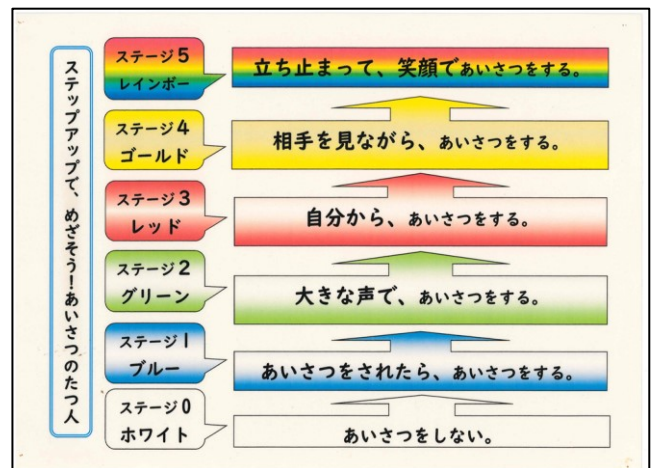 ステップアップで、めざそう！あいさつのたつ人
ステージ5
レインボー
立ち止まって、笑顔であいさつをする。
ステージ4
ゴールド
相手を見ながら、あいさつをする。
ステージ3
レッド
自分から、あいさつをする。
ステージ2
グリーン
大きな声で、あいさつをする。
ステージ1
ブルー
あいさつをされたら、あいさつをする。
ステージ0
ホワイト
あいさつをしない。